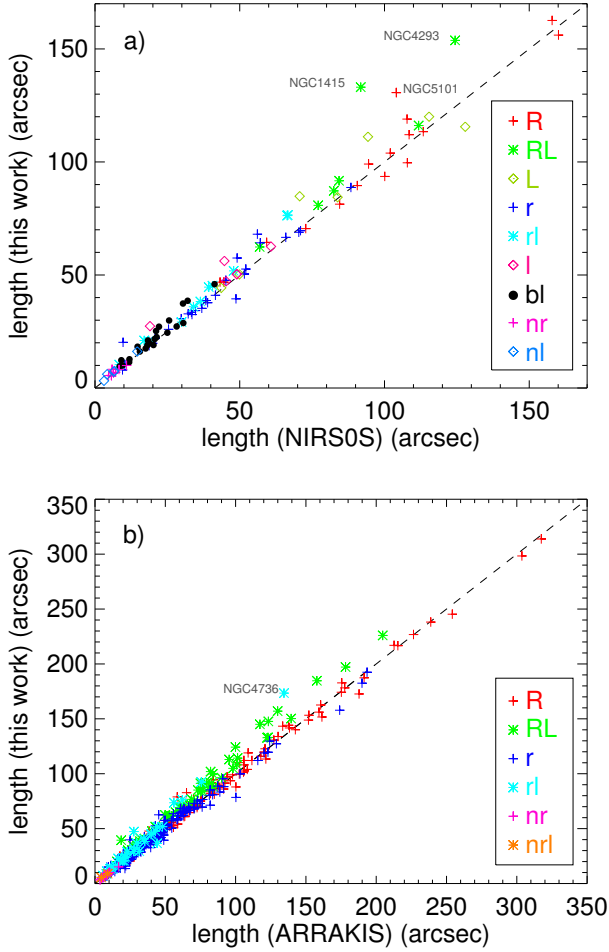 a)
NGC4293
NGC1415
NGC5101
150
100
50
0
length (this work) (arcsec)
R
RL
L
r
rl
l
bl
nr
nl
0 50 100 150
length (NIRS0S) (arcsec)
b)
350
300
250
200
150
100
50
0
length (this work) (arcsec)
NGC4736
R
RL
r
rl
nr
nrl
0 50 100 150 200 250 300 350
length (ARRAKIS) (arcsec)